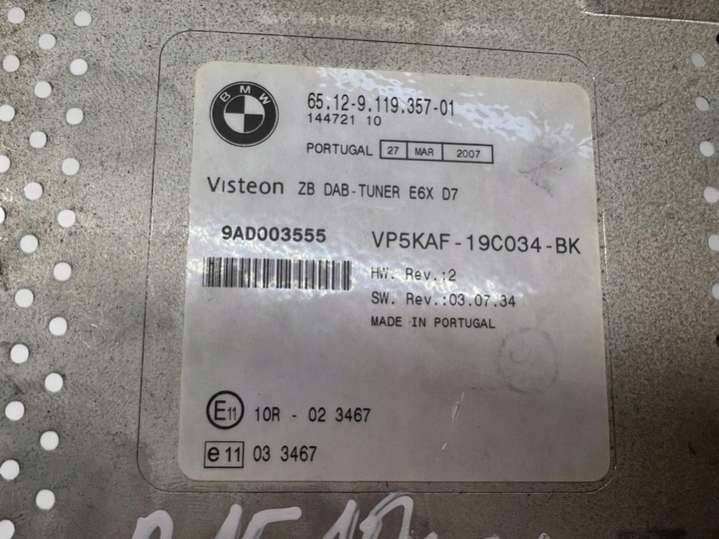 BMW
65.12-9.119.357-01
144721 10
PORTUGAL 27 MAR 2007
Visteon ZB DAB-TUNER E6X D7
9AD003555 VP5KAF-19C034-BK
HW. Rev.:2
SW. Rev.:03.07.34
MADE IN PORTUGAL
E11 10R - 02 3467
e 11 03 3467